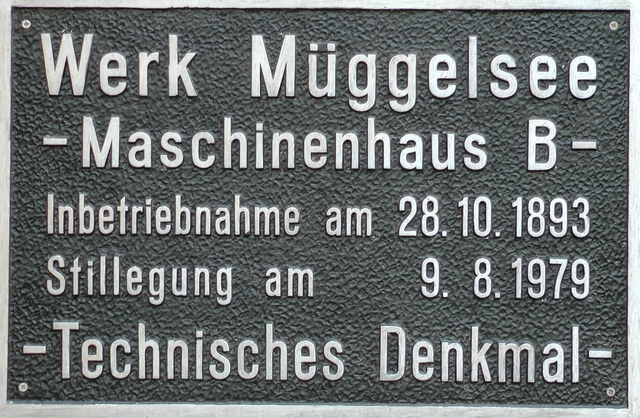 Werk Müggelsee
-Maschinenhaus B-
Inbetriebnahme am 28.10.1893
Stillegung am 9. 8.1979
-Technisches Denkmal-